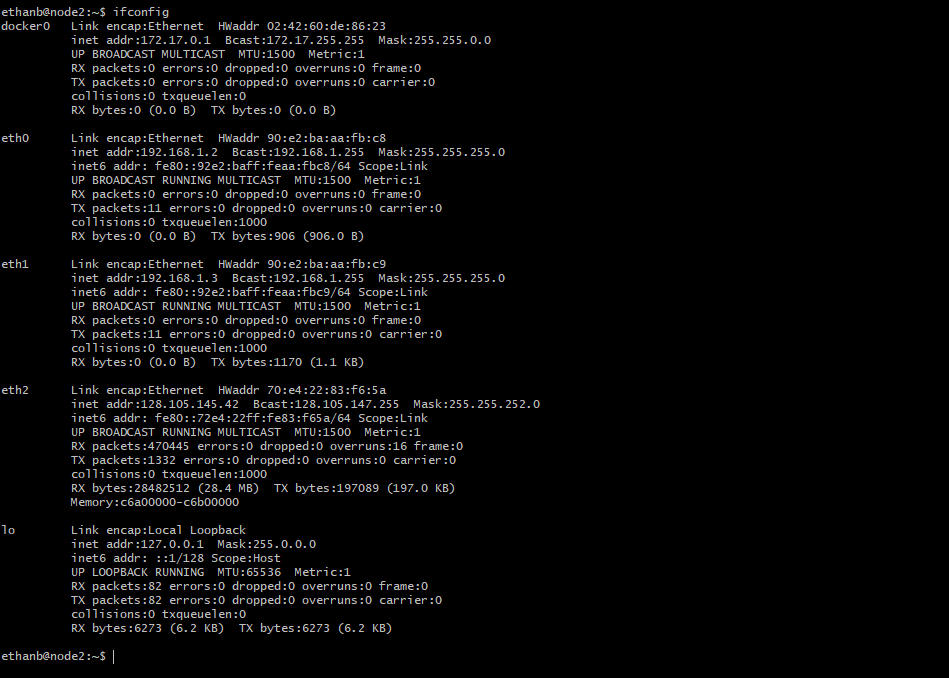 ethanb@node2:~$ ifconfig
docker0   Link encap:Ethernet  HWaddr 02:42:60:de:86:23
          inet addr:172.17.0.1  Bcast:172.17.255.255  Mask:255.255.0.0
          UP BROADCAST MULTICAST  MTU:1500  Metric:1
          RX packets:0 errors:0 dropped:0 overruns:0 frame:0
          TX packets:0 errors:0 dropped:0 overruns:0 carrier:0
          collisions:0 txqueuelen:0
          RX bytes:0 (0.0 B)  TX bytes:0 (0.0 B)

eth0      Link encap:Ethernet  HWaddr 90:e2:ba:aa:fb:c8
          inet addr:192.168.1.2  Bcast:192.168.1.255  Mask:255.255.255.0
          inet6 addr: fe80::92e2:baff:feaa:fbc8/64 Scope:Link
          UP BROADCAST RUNNING MULTICAST  MTU:1500  Metric:1
          RX packets:0 errors:0 dropped:0 overruns:0 frame:0
          TX packets:11 errors:0 dropped:0 overruns:0 carrier:0
          collisions:0 txqueuelen:1000
          RX bytes:0 (0.0 B)  TX bytes:906 (906.0 B)

eth1      Link encap:Ethernet  HWaddr 90:e2:ba:aa:fb:c9
          inet addr:192.168.1.3  Bcast:192.168.1.255  Mask:255.255.255.0
          inet6 addr: fe80::92e2:baff:feaa:fbc9/64 Scope:Link
          UP BROADCAST RUNNING MULTICAST  MTU:1500  Metric:1
          RX packets:0 errors:0 dropped:0 overruns:0 frame:0
          TX packets:11 errors:0 dropped:0 overruns:0 carrier:0
          collisions:0 txqueuelen:1000
          RX bytes:0 (0.0 B)  TX bytes:1170 (1.1 KB)

eth2      Link encap:Ethernet  HWaddr 70:e4:22:83:f6:5a
          inet addr:128.105.145.42  Bcast:128.105.147.255  Mask:255.255.252.0
          inet6 addr: fe80::72e4:22ff:fe83:f65a/64 Scope:Link
          UP BROADCAST RUNNING MULTICAST  MTU:1500  Metric:1
          RX packets:470445 errors:0 dropped:0 overruns:16 frame:0
          TX packets:1332 errors:0 dropped:0 overruns:0 carrier:0
          collisions:0 txqueuelen:1000
          RX bytes:28482512 (28.4 MB)  TX bytes:197089 (197.0 KB)
          Memory:c6a00000-c6b00000

lo        Link encap:Local Loopback
          inet addr:127.0.0.1  Mask:255.0.0.0
          inet6 addr: ::1/128 Scope:Host
          UP LOOPBACK RUNNING  MTU:65536  Metric:1
          RX packets:82 errors:0 dropped:0 overruns:0 frame:0
          TX packets:82 errors:0 dropped:0 overruns:0 carrier:0
          collisions:0 txqueuelen:0
          RX bytes:6273 (6.2 KB)  TX bytes:6273 (6.2 KB)

ethanb@node2:~$